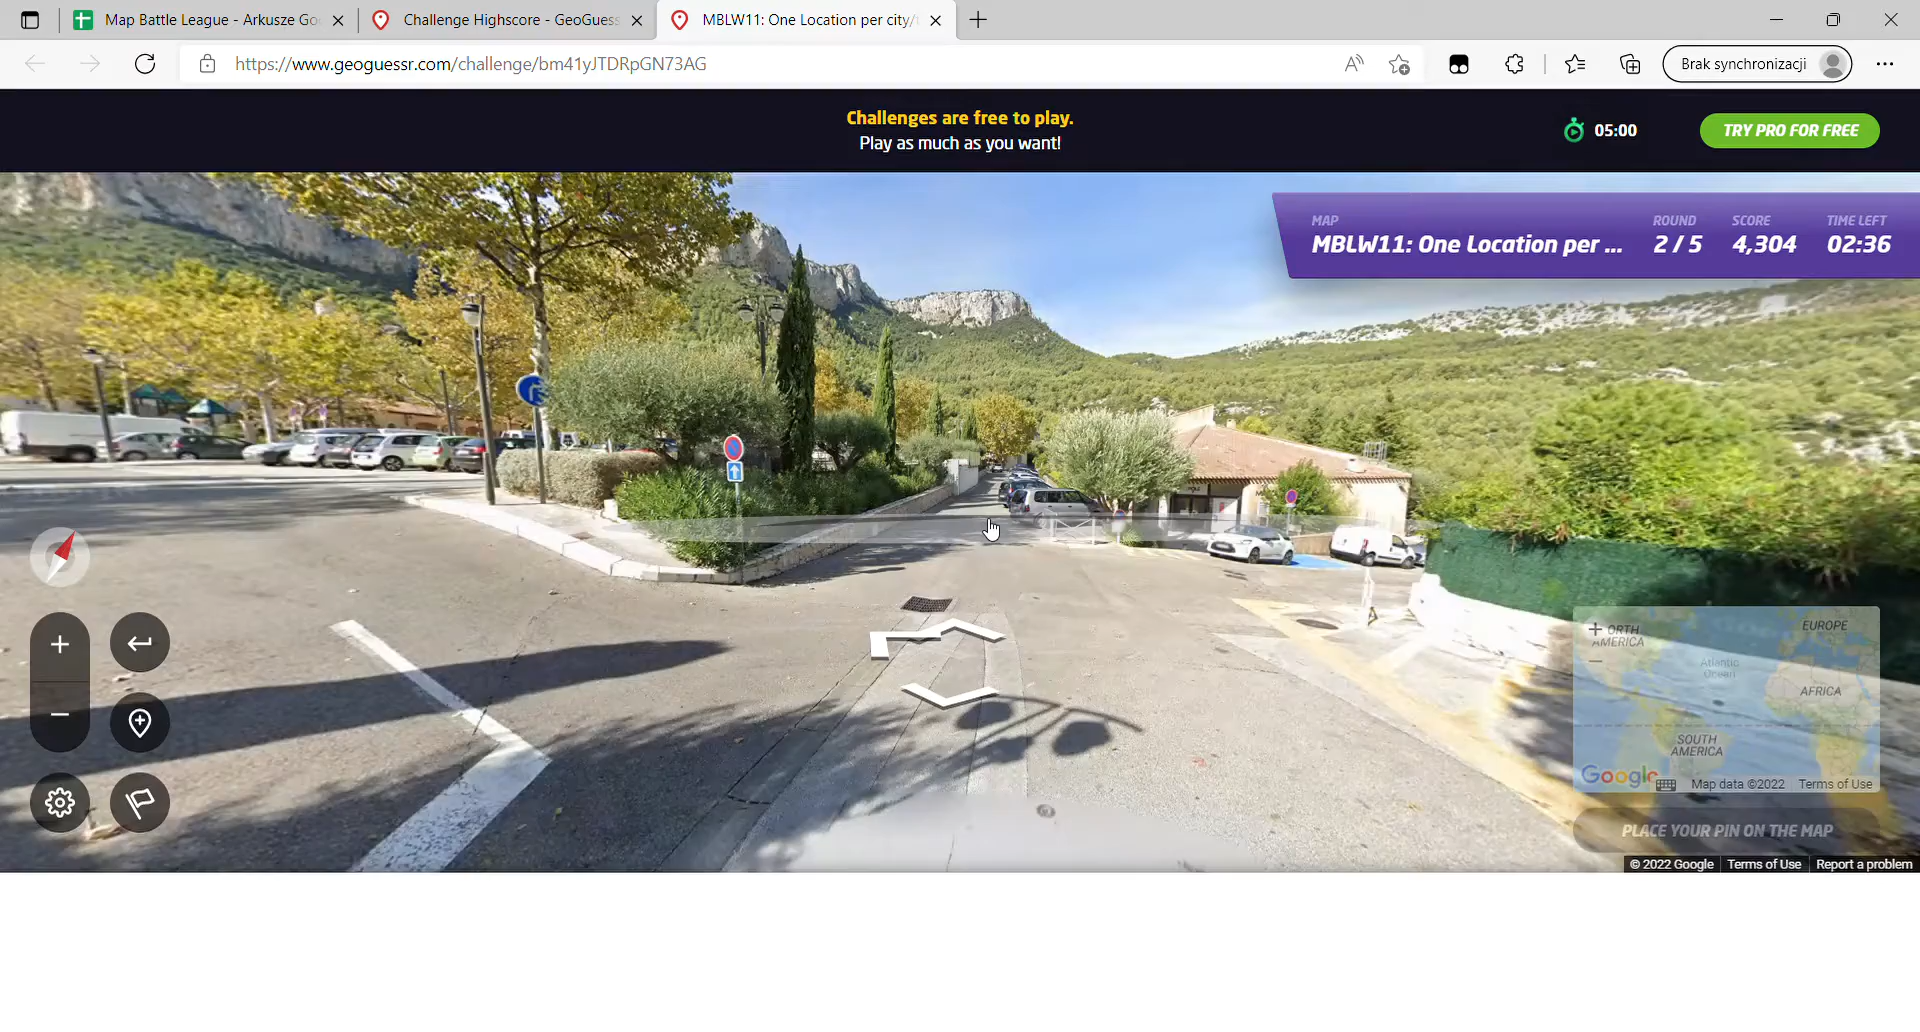 Map Battle League - Arkusze Go
Challenge Highscore - GeoGuess
MBLW11: One Location per city/
https://www.geoguessr.com/challenge/bm41yJTDRpGN73AG
Brak synchronizacji
Challenges are free to play.
Play as much as you want!
05:00
TRY PRO FOR FREE
MAP
ROUND
SCORE
TIME LEFT
MBLW11: One Location per ...
2 / 5
4,304
02:36
ORTH
AMERICA
EUROPE
Atlantic
Ocean
AFRICA
SOUTH
AMERICA
Google
Map data ©2022
Terms of Use
PLACE YOUR PIN ON THE MAP
© 2022 Google
Terms of Use
Report a problem